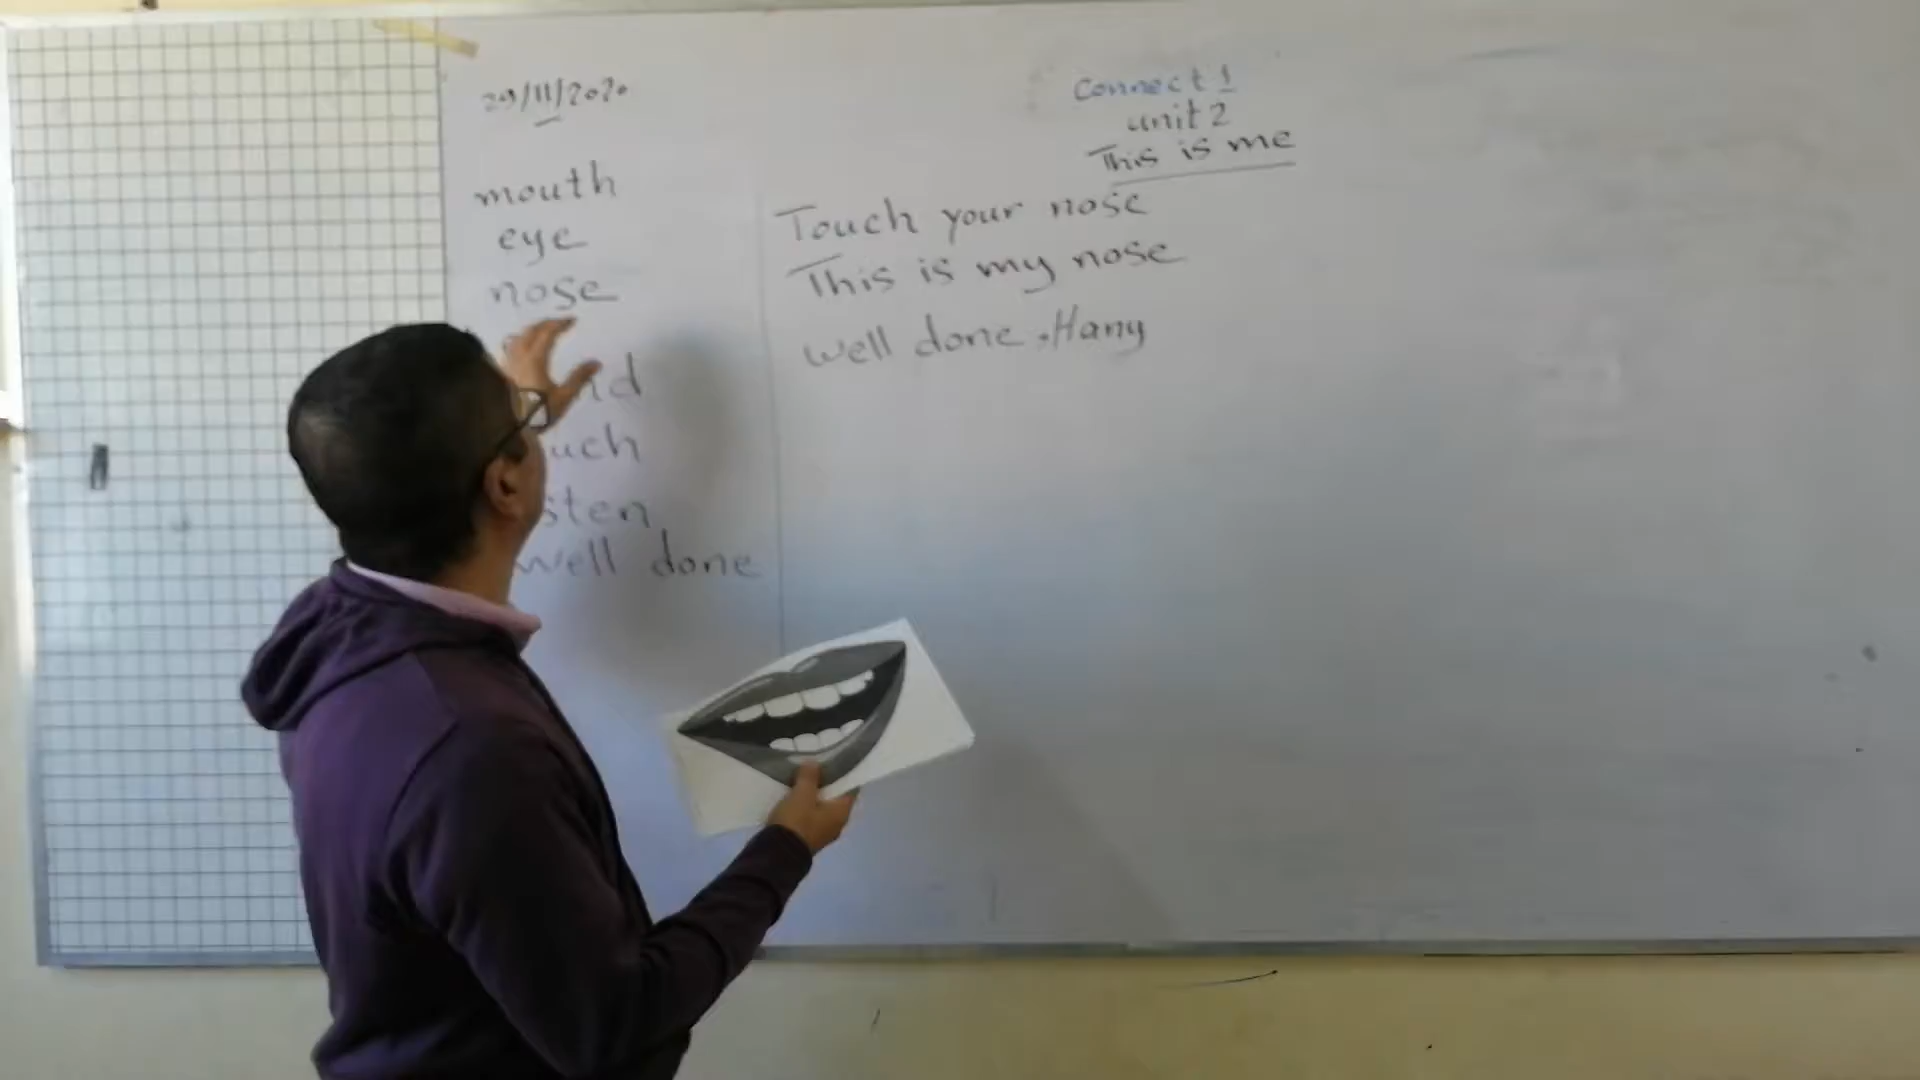 29/11/2020
Connect 1
unit 2
This is me
mouth
eye
nose
well done
Touch your nose
This is my nose
well done .Hany